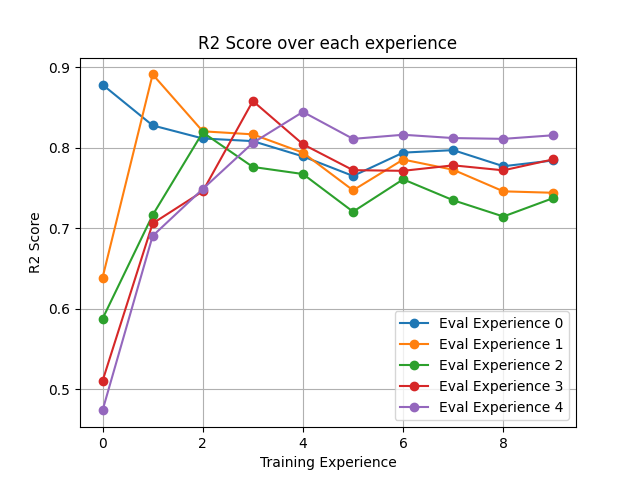 R2 Score over each experience
0.9
0.8
0.7
0.6
0.5
R2 Score
0 2 4 6 8
Training Experience
Eval Experience 0
Eval Experience 1
Eval Experience 2
Eval Experience 3
Eval Experience 4